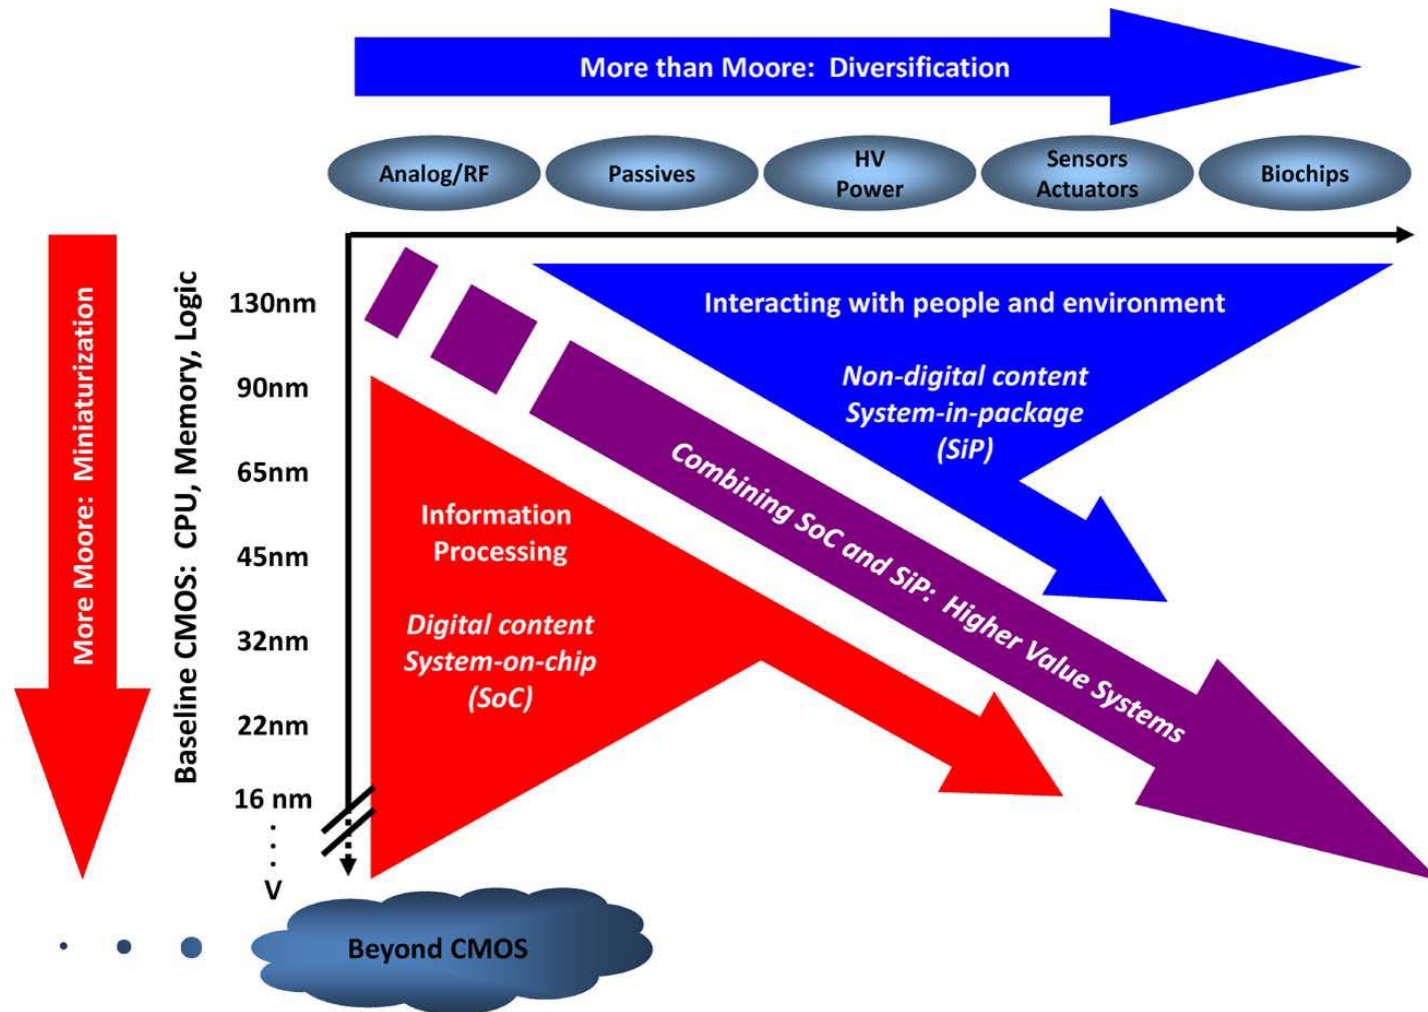 More than Moore: Diversification
Analog/RF
Passives
HV
Power
Sensors
Actuators
Biochips
More Moore: Miniaturization
Baseline CMOS: CPU, Memory, Logic
130nm
90nm
65nm
45nm
32nm
22nm
16 nm
.
.
.
V
Interacting with people and environment
Non-digital content
System-in-package
(SiP)
Combining SoC and SiP: Higher Value Systems
Information
Processing
Digital content
System-on-chip
(SoC)
Beyond CMOS